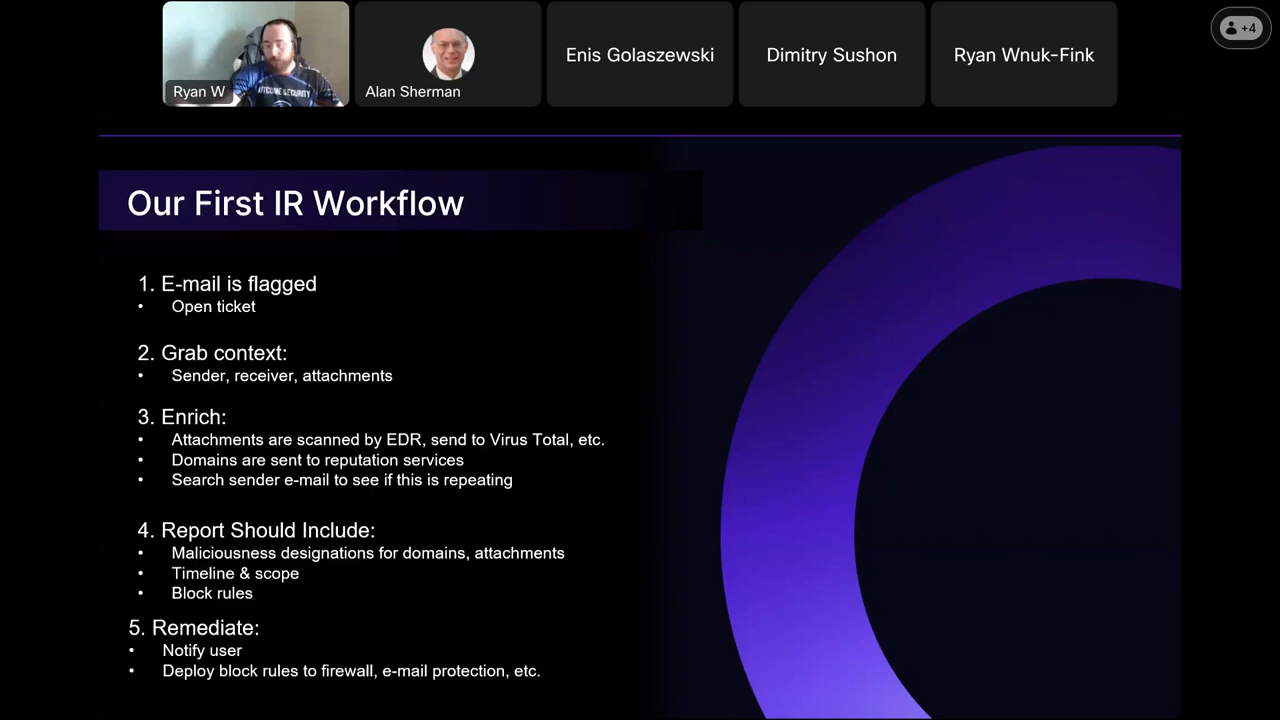 Ryan W
Alan Sherman
Enis Golaszewski
Dimitry Sushon
Ryan Wnuk-Fink
+4
Our First IR Workflow
1. E-mail is flagged
• Open ticket
2. Grab context:
• Sender, receiver, attachments
3. Enrich:
• Attachments are scanned by EDR, send to Virus Total, etc.
• Domains are sent to reputation services
• Search sender e-mail to see if this is repeating
4. Report Should Include:
• Maliciousness designations for domains, attachments
• Timeline & scope
• Block rules
5. Remediate:
• Notify user
• Deploy block rules to firewall, e-mail protection, etc.